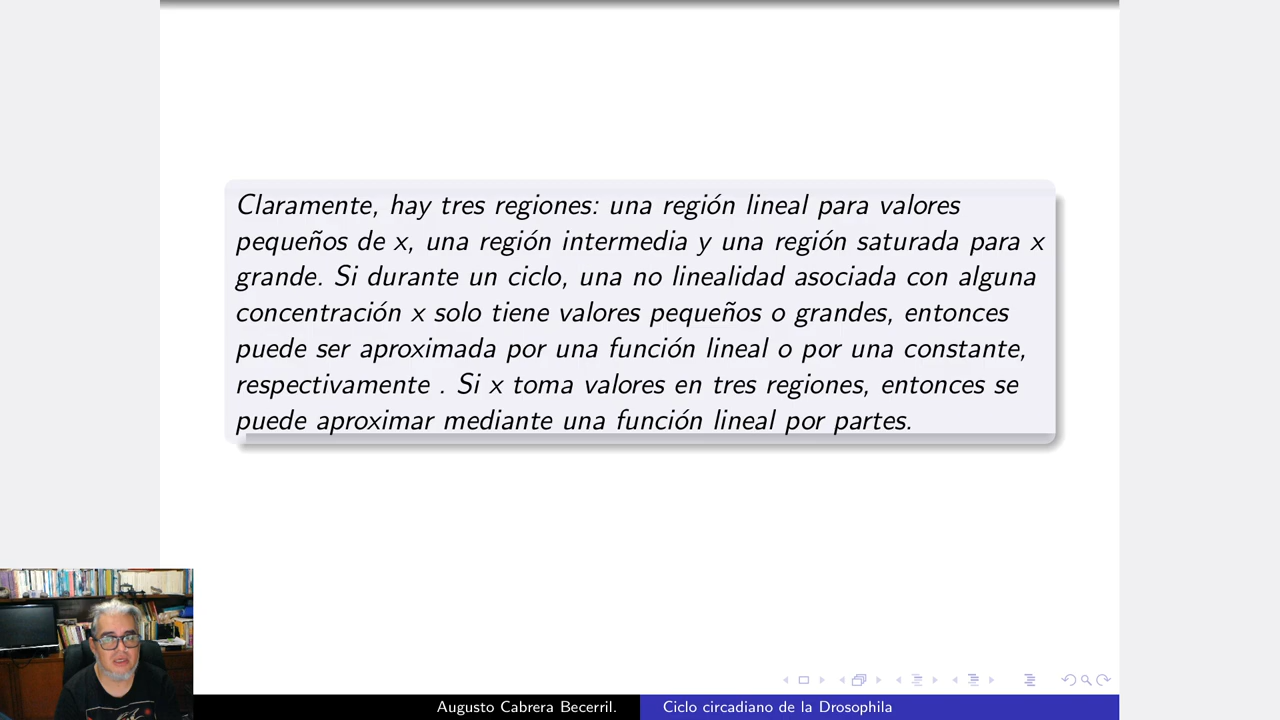 Claramente, hay tres regiones: una región lineal para valores
pequeños de x, una región intermedia y una región saturada para x
grande. Si durante un ciclo, una no linealidad asociada con alguna
concentración x solo tiene valores pequeños o grandes, entonces
puede ser aproximada por una función lineal o por una constante,
respectivamente . Si x toma valores en tres regiones, entonces se
puede aproximar mediante una función lineal por partes.
Augusto Cabrera Becerril.
Ciclo circadiano de la Drosophila